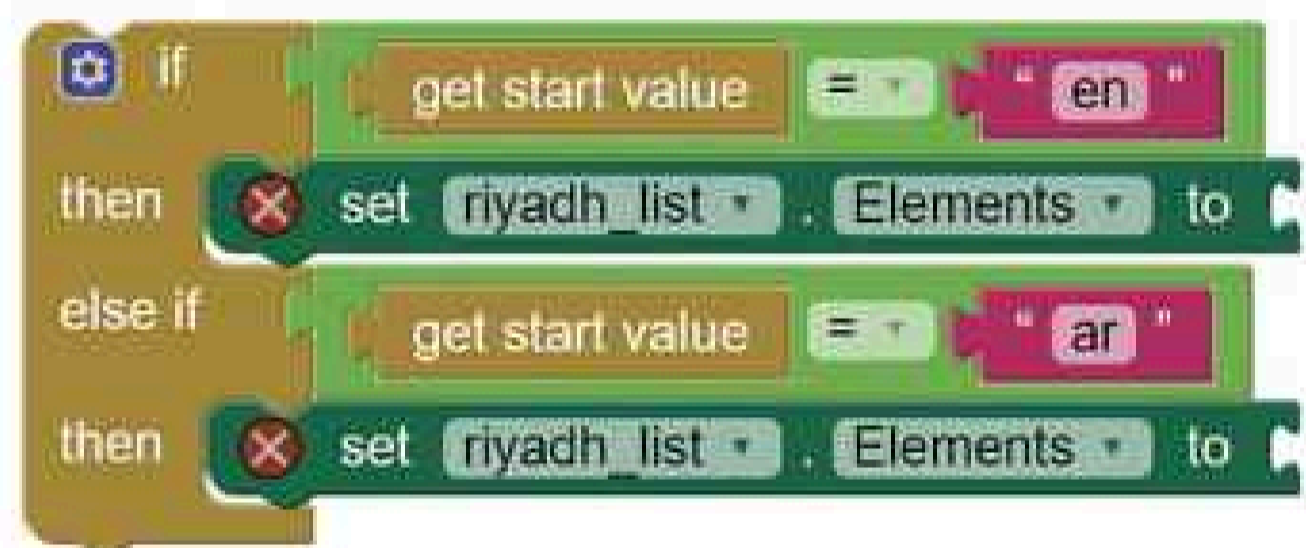 if get start value = " en "
then set riyadh_list . Elements to
else if get start value = " ar "
then set riyadh_list . Elements to